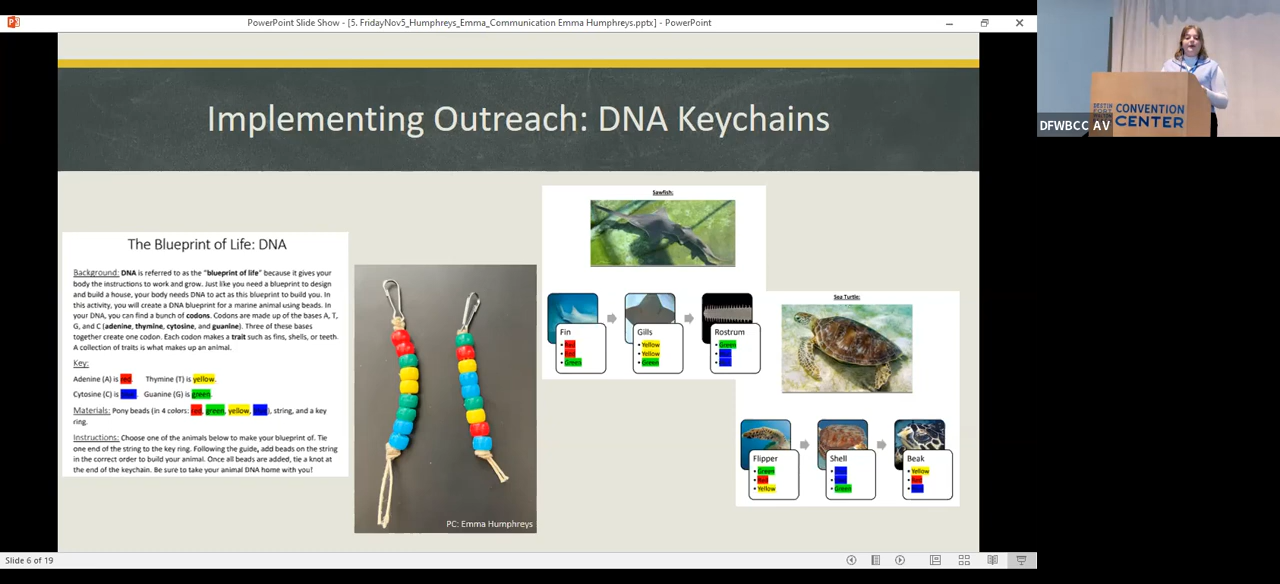 PowerPoint Slide Show - [5. FridayNov5_Humphreys_Emma_Communication Emma Humphreys.pptx] - PowerPoint
Implementing Outreach: DNA Keychains
The Blueprint of Life: DNA
Background: DNA is referred to as the "blueprint of life" because it gives your
body the instructions to work and grow. Just like you need a blueprint to design
and build a house, your body needs DNA to act as this blueprint to build you. In
this activity, you will create a DNA blueprint for a marine animal using beads. In
your DNA, you can find a bunch of codons. Codons are made up of the bases A, T,
G, and C (adenine, thymine, cytosine, and guanine). Three of these bases
together create one codon. Each codon makes a trait such as fins, shells, or teeth.
A collection of traits is what makes up an animal.
Key:
Adenine (A) is red. Thymine (T) is yellow.
Cytosine (C) is blue. Guanine (G) is green.
Materials: Pony beads (in 4 colors: red, green, yellow, blue), string, and a key
ring.
Instructions: Choose one of the animals below to make your blueprint of. Tie
one end of the string to the key ring. Following the guide, add beads on the string
in the correct order to build your animal. Once all beads are added, tie a knot at
the end of the keychain. Be sure to take your animal DNA home with you!
PC: Emma Humphreys
Sawfish:
Fin
• Red
• Red
• Green
Gills
• Yellow
• Yellow
• Green
Rostrum
• Green
• Blue
• Blue
Sea Turtle:
Flipper
• Green
• Red
• Yellow
Shell
• Blue
• Blue
• Green
Beak
• Yellow
• Red
• Blue
CONVENTION
CENTER
DFWBCC AV
Slide 6 of 19